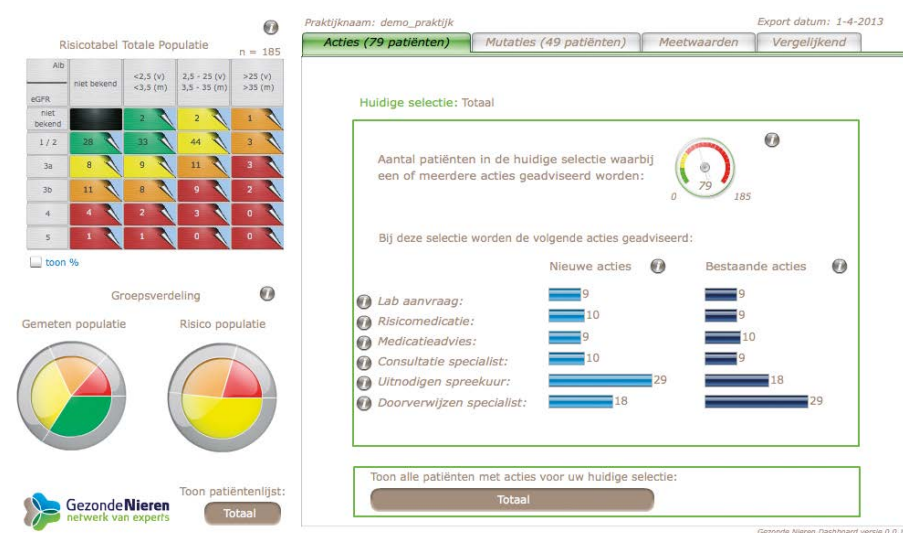 Praktijknaam: demo_praktijk
Export datum: 1-4-2013
Risicotabel Totale Populatie
n = 185
Alb
eGFR
niet bekend
<2,5 (v) <3,5 (m)
2,5 - 25 (v) 3,5 - 35 (m)
>25 (v) >35 (m)
niet bekend 2 2 1
1 / 2 28 33 44 3
3a 8 9 11 3
3b 11 8 9 2
4 4 2 3 0
5 1 1 0 0
toon %
Groepsverdeling
Gemeten populatie
Risico populatie
GezondeNieren
netwerk van experts
Toon patiëntenlijst:
Totaal
Acties (79 patiënten) Mutaties (49 patiënten) Meetwaarden Vergelijkend
Huidige selectie: Totaal
Aantal patiënten in de huidige selectie waarbij
een of meerdere acties geadviseerd worden:
79
0 185
Bij deze selectie worden de volgende acties geadviseerd:
Nieuwe acties Bestaande acties
Lab aanvraag: 9 9
Risicomedicatie: 10 9
Medicatieadvies: 9 10
Consultatie specialist: 10 9
Uitnodigen spreekuur: 29 18
Doorverwijzen specialist: 18 29
Toon alle patiënten met acties voor uw huidige selectie:
Totaal
Gezonde Nieren Dashboard versie 0.0.